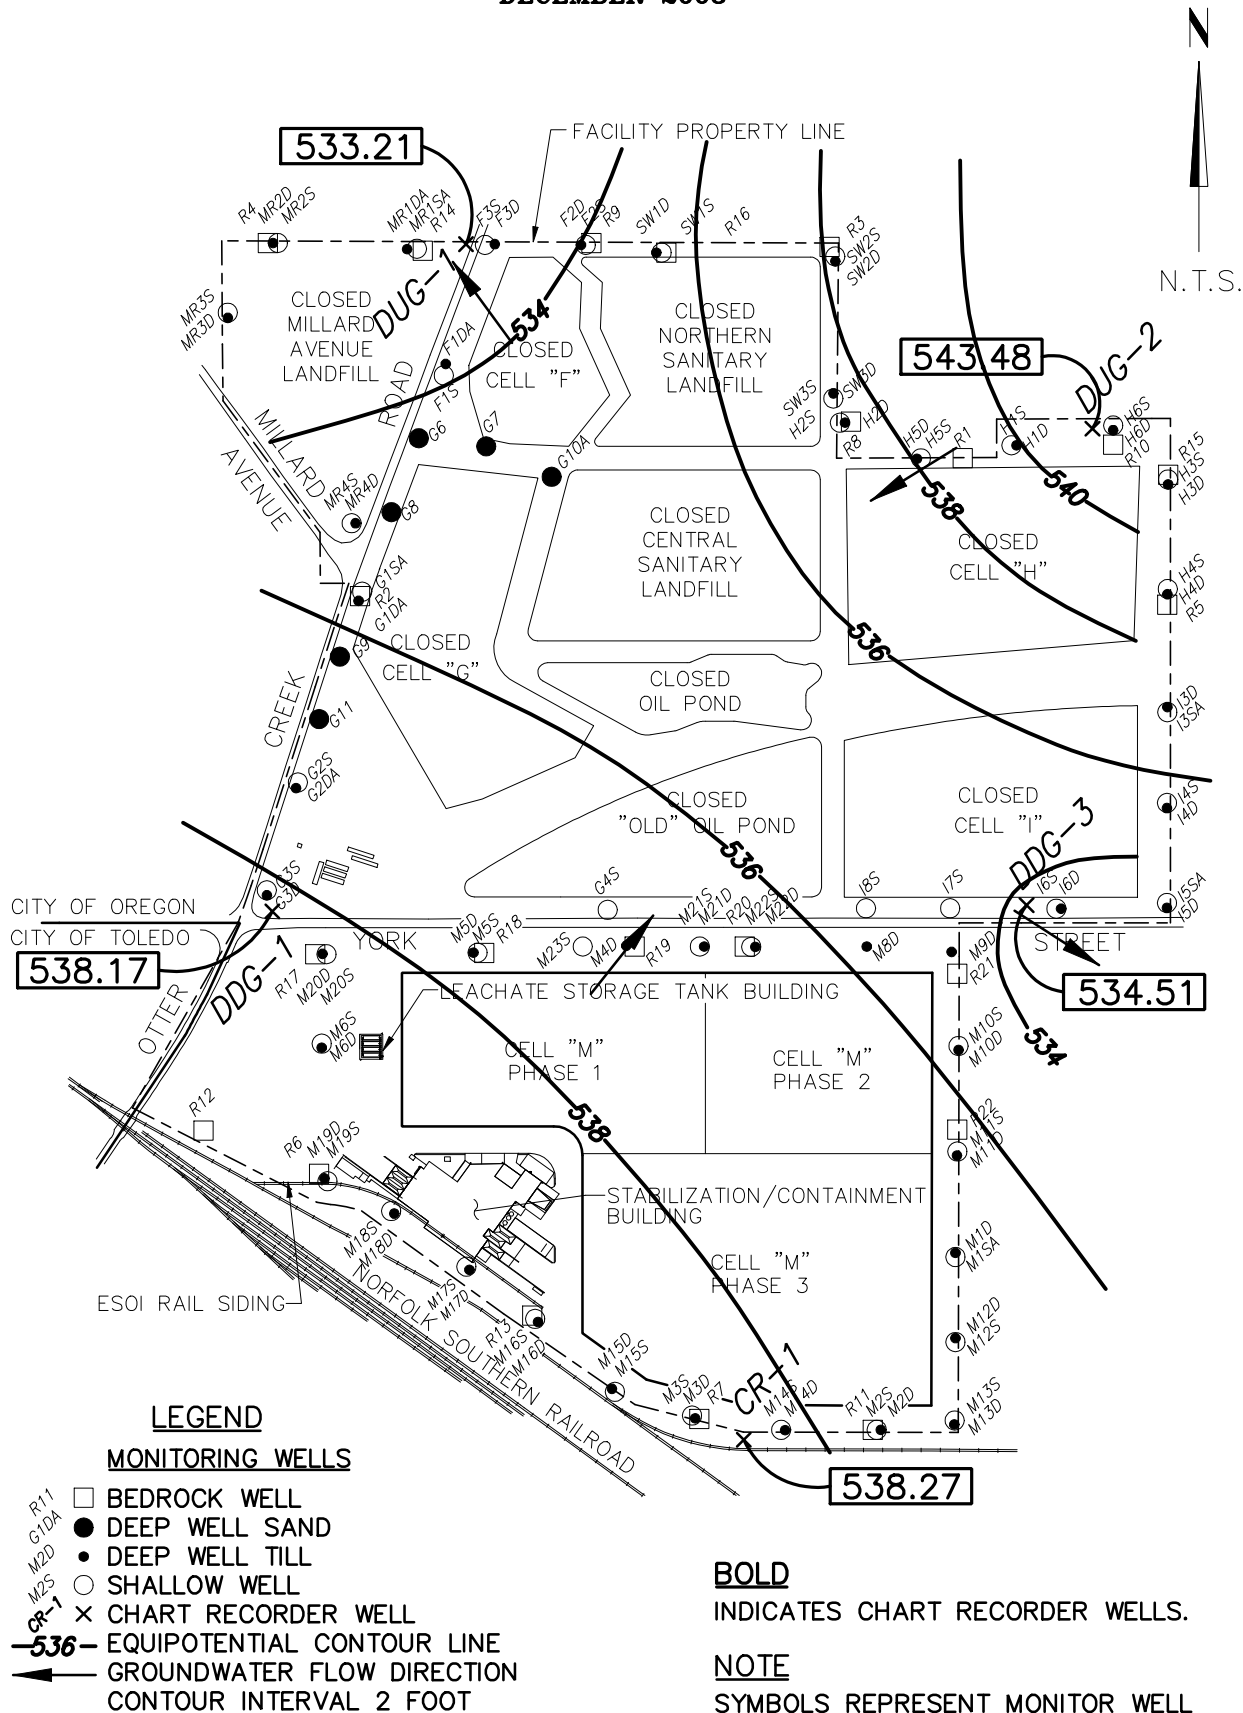 N
N.T.S.
FACILITY PROPERTY LINE
533.21
R4
MR2D
MR2S
MR1DA
MR1SA
R14
F3S
F3D
F2D
F2S
R9
SW1D
SW1S
R16
R3
SW2S
SW2D
DUG-1
MR3S
MR3D
CLOSED
MILLARD
AVENUE
LANDFILL
534
CLOSED
CELL "F"
F1DA
F1S
CLOSED
NORTHERN
SANITARY
LANDFILL
543.48
DUG-2
SW3S
SW3D
H2S
H2D
R8
H5D
H5S
R1
H1S
H1D
H6S
H6D
R10
R15
H3S
H3D
ROAD
MILLARD
AVENUE
G6
G7
G10A
G8
MR4S
MR4D
538
540
CLOSED
CENTRAL
SANITARY
LANDFILL
CLOSED
CELL "H"
H4S
H4D
R5
G1SA
R2
G1DA
G9
CLOSED
CELL "G"
536
CLOSED
OIL POND
I3D
I3SA
CREEK
G11
G2S
G2DA
CLOSED
"OLD" OIL POND
CLOSED
CELL "I"
I4S
I4D
536
DDG-3
G3S
G3D
G4S
I8S
I7S
I6S
I6D
I5SA
I5D
CITY OF OREGON
CITY OF TOLEDO
538.17
DDG-1
YORK
STREET
R17
M20D
M20S
M5D
M5S
R18
M23S
M4D
R19
M21S
M21D
R20
M22S
M22D
M8D
M9D
R21
534.51
534
LEACHATE STORAGE TANK BUILDING
OTTER
M6S
M6D
CELL "M"
PHASE 1
CELL "M"
PHASE 2
M10S
M10D
538
R12
R6
M19D
M19S
R22
M11S
M11D
STABILIZATION/CONTAINMENT
BUILDING
M18S
M18D
M17S
M17D
CELL "M"
PHASE 3
M1D
M1SA
ESOI RAIL SIDING
NORFOLK SOUTHERN RAILROAD
R13
M16S
M16D
M15D
M15S
M12D
M12S
M3S
M3D
R7
CR-1
M14S
M14D
R11
M2S
M2D
M13S
M13D
538.27
LEGEND
MONITORING WELLS
R11 BEDROCK WELL
G1DA DEEP WELL SAND
M2D DEEP WELL TILL
M2S SHALLOW WELL
CR-1 CHART RECORDER WELL
536 EQUIPOTENTIAL CONTOUR LINE
GROUNDWATER FLOW DIRECTION
CONTOUR INTERVAL 2 FOOT
BOLD
INDICATES CHART RECORDER WELLS.
NOTE
SYMBOLS REPRESENT MONITOR WELL